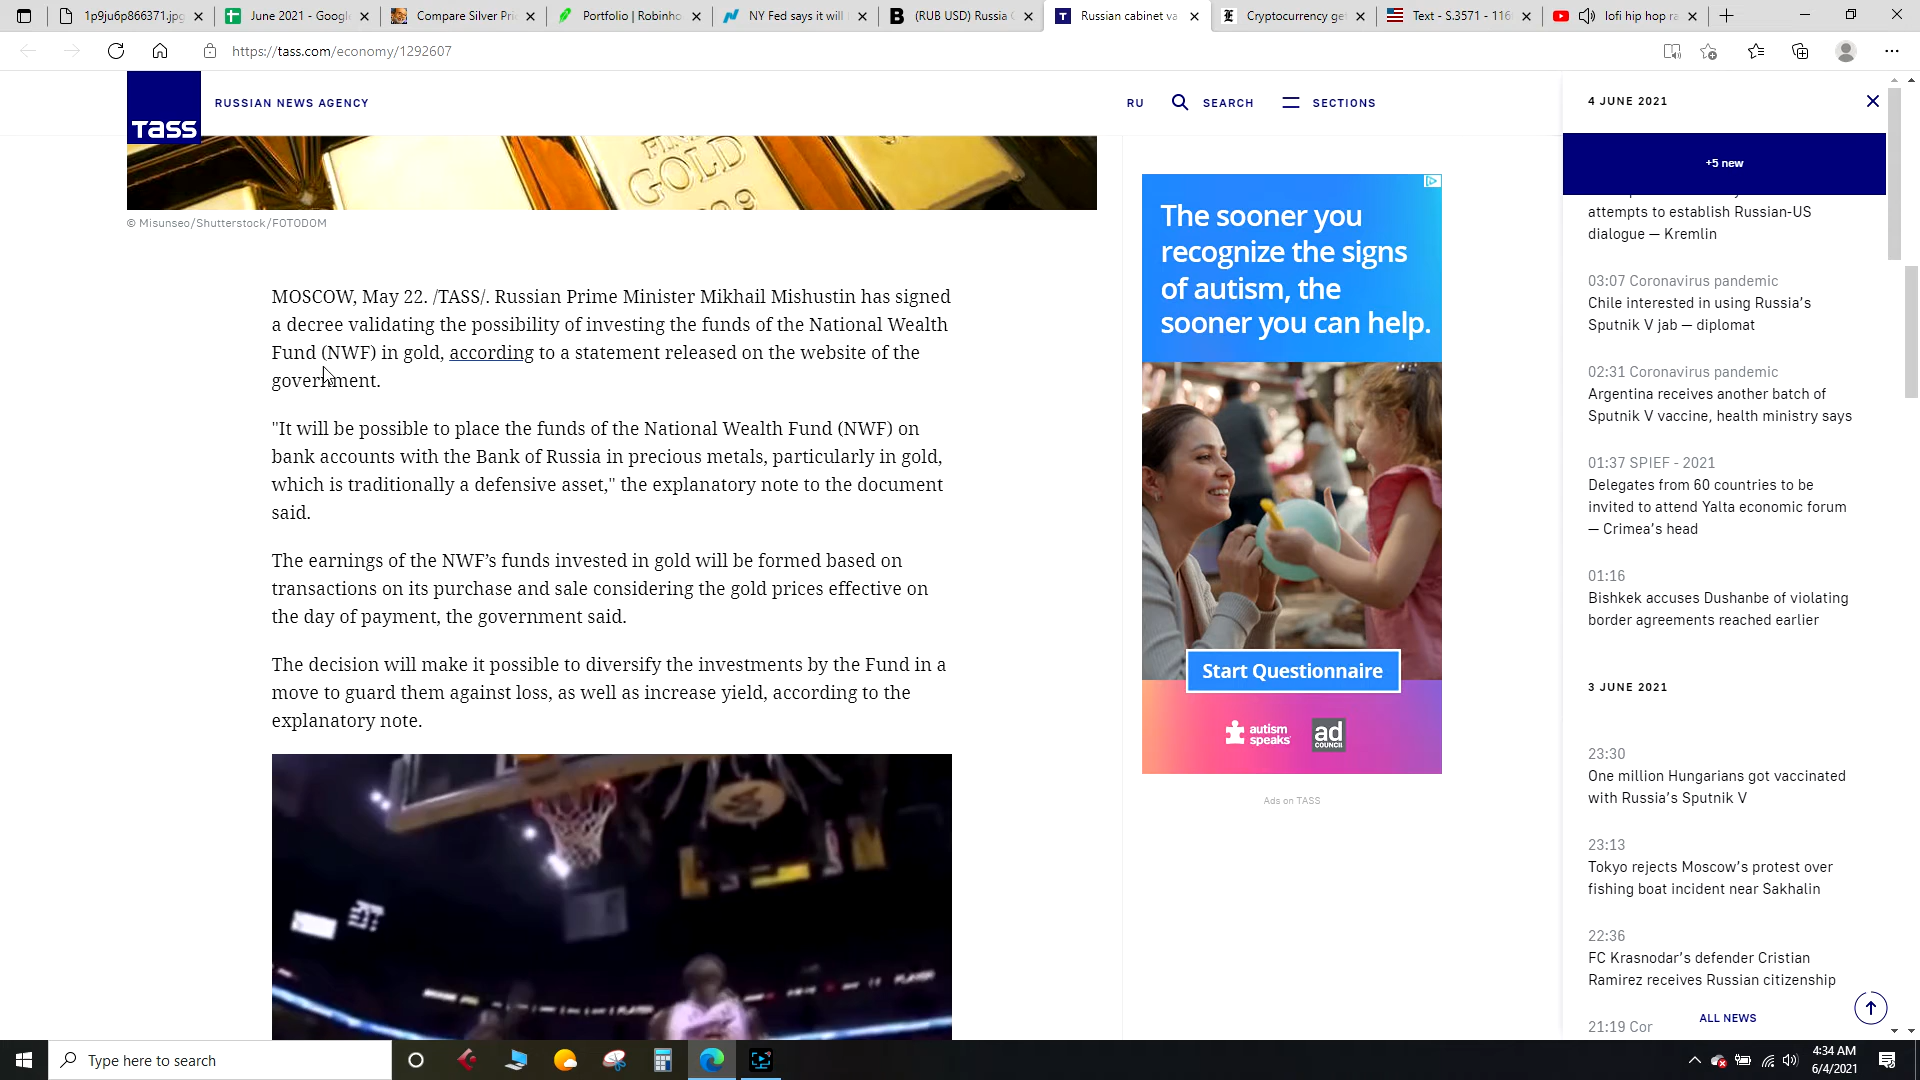 1p9ju6p866371.jpg
June 2021 - Google
Compare Silver Pri
Portfolio | Robinho
NY Fed says it will
(RUB USD) Russia
Russian cabinet va
Cryptocurrency ge
Text - S.3571 - 116
lofi hip hop ra
https://tass.com/economy/1292607
Tass
RUSSIAN NEWS AGENCY
RU
SEARCH
SECTIONS
FINE
GOLD
© Misunseo/Shutterstock/FOTODOM
MOSCOW, May 22. /TASS/. Russian Prime Minister Mikhail Mishustin has signed
a decree validating the possibility of investing the funds of the National Wealth
Fund (NWF) in gold, according to a statement released on the website of the
government.
"It will be possible to place the funds of the National Wealth Fund (NWF) on
bank accounts with the Bank of Russia in precious metals, particularly in gold,
which is traditionally a defensive asset," the explanatory note to the document
said.
The earnings of the NWF’s funds invested in gold will be formed based on
transactions on its purchase and sale considering the gold prices effective on
the day of payment, the government said.
The decision will make it possible to diversify the investments by the Fund in a
move to guard them against loss, as well as increase yield, according to the
explanatory note.
The sooner you
recognize the signs
of autism, the
sooner you can help.
Start Questionnaire
autism
speaks
ad
COUNCIL
Ads on TASS
4 JUNE 2021
+5 new
attempts to establish Russian-US
dialogue — Kremlin
03:07 Coronavirus pandemic
Chile interested in using Russia’s
Sputnik V jab — diplomat
02:31 Coronavirus pandemic
Argentina receives another batch of
Sputnik V vaccine, health ministry says
01:37 SPIEF - 2021
Delegates from 60 countries to be
invited to attend Yalta economic forum
— Crimea’s head
01:16
Bishkek accuses Dushanbe of violating
border agreements reached earlier
3 JUNE 2021
23:30
One million Hungarians got vaccinated
with Russia’s Sputnik V
23:13
Tokyo rejects Moscow’s protest over
fishing boat incident near Sakhalin
22:36
FC Krasnodar’s defender Cristian
Ramirez receives Russian citizenship
ALL NEWS
21:19 Cor
Type here to search
4:34 AM
6/4/2021